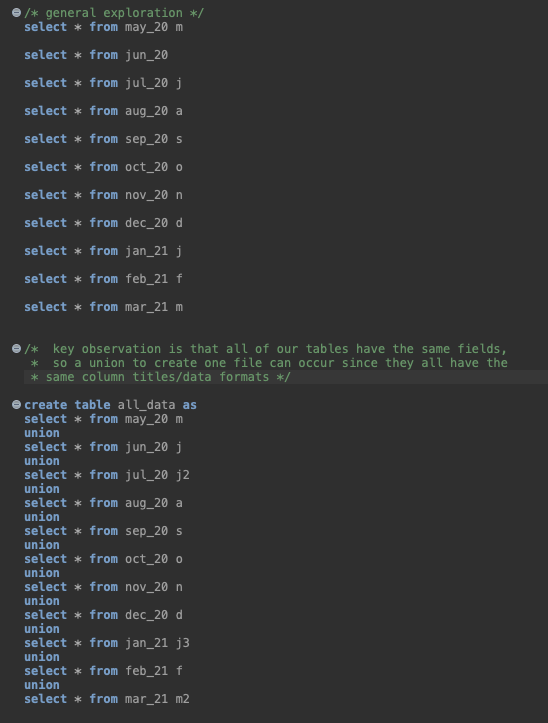 /* general exploration */
select * from may_20 m
select * from jun_20
select * from jul_20 j
select * from aug_20 a
select * from sep_20 s
select * from oct_20 o
select * from nov_20 n
select * from dec_20 d
select * from jan_21 j
select * from feb_21 f
select * from mar_21 m
/*  key observation is that all of our tables have the same fields,
 *  so a union to create one file can occur since they all have the
 * same column titles/data formats */
create table all_data as
select * from may_20 m
union
select * from jun_20 j
union
select * from jul_20 j2
union
select * from aug_20 a
union
select * from sep_20 s
union
select * from oct_20 o
union
select * from nov_20 n
union
select * from dec_20 d
union
select * from jan_21 j3
union
select * from feb_21 f
union
select * from mar_21 m2